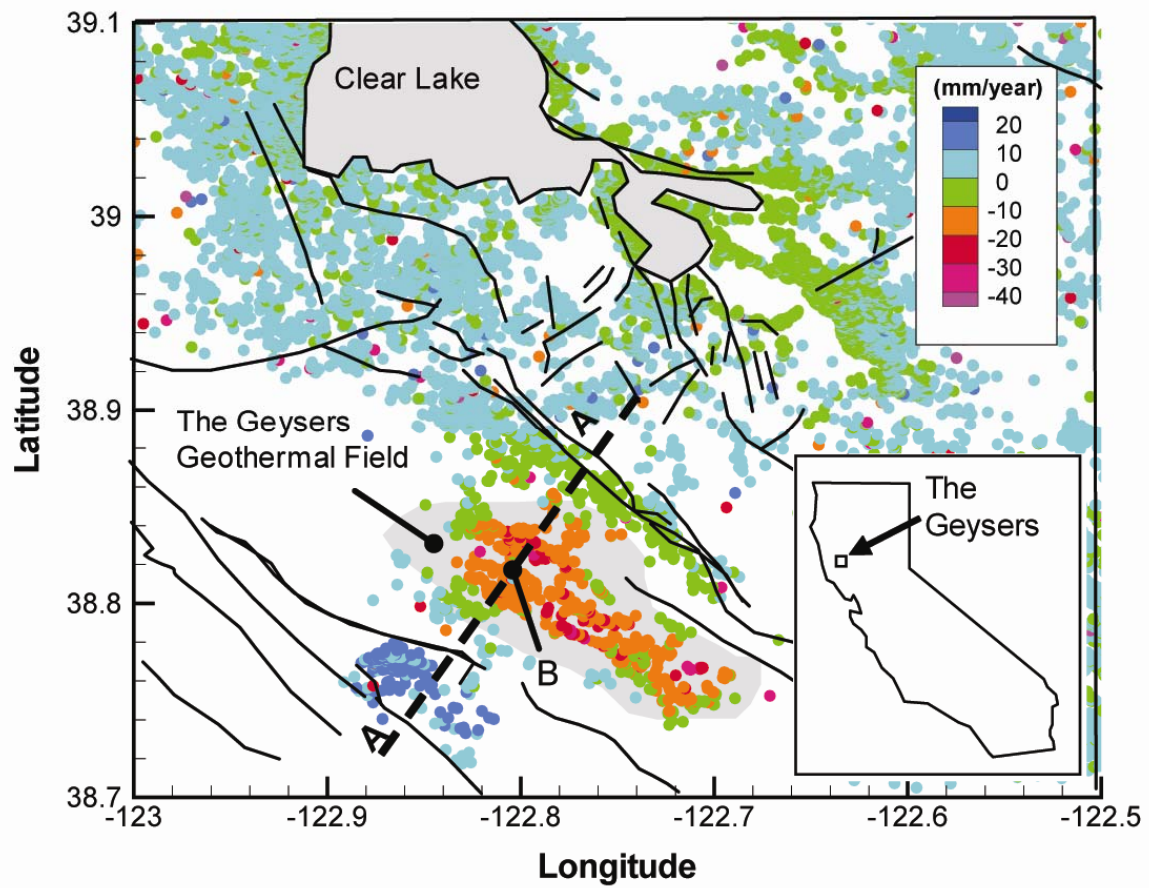 39.1
39
38.9
38.8
38.7
Latitude
Clear Lake
(mm/year)
20
10
0
-10
-20
-30
-40
The Geysers
Geothermal Field
A
A
B
The
Geysers
-123
-122.9
-122.8
-122.7
-122.6
-122.5
Longitude